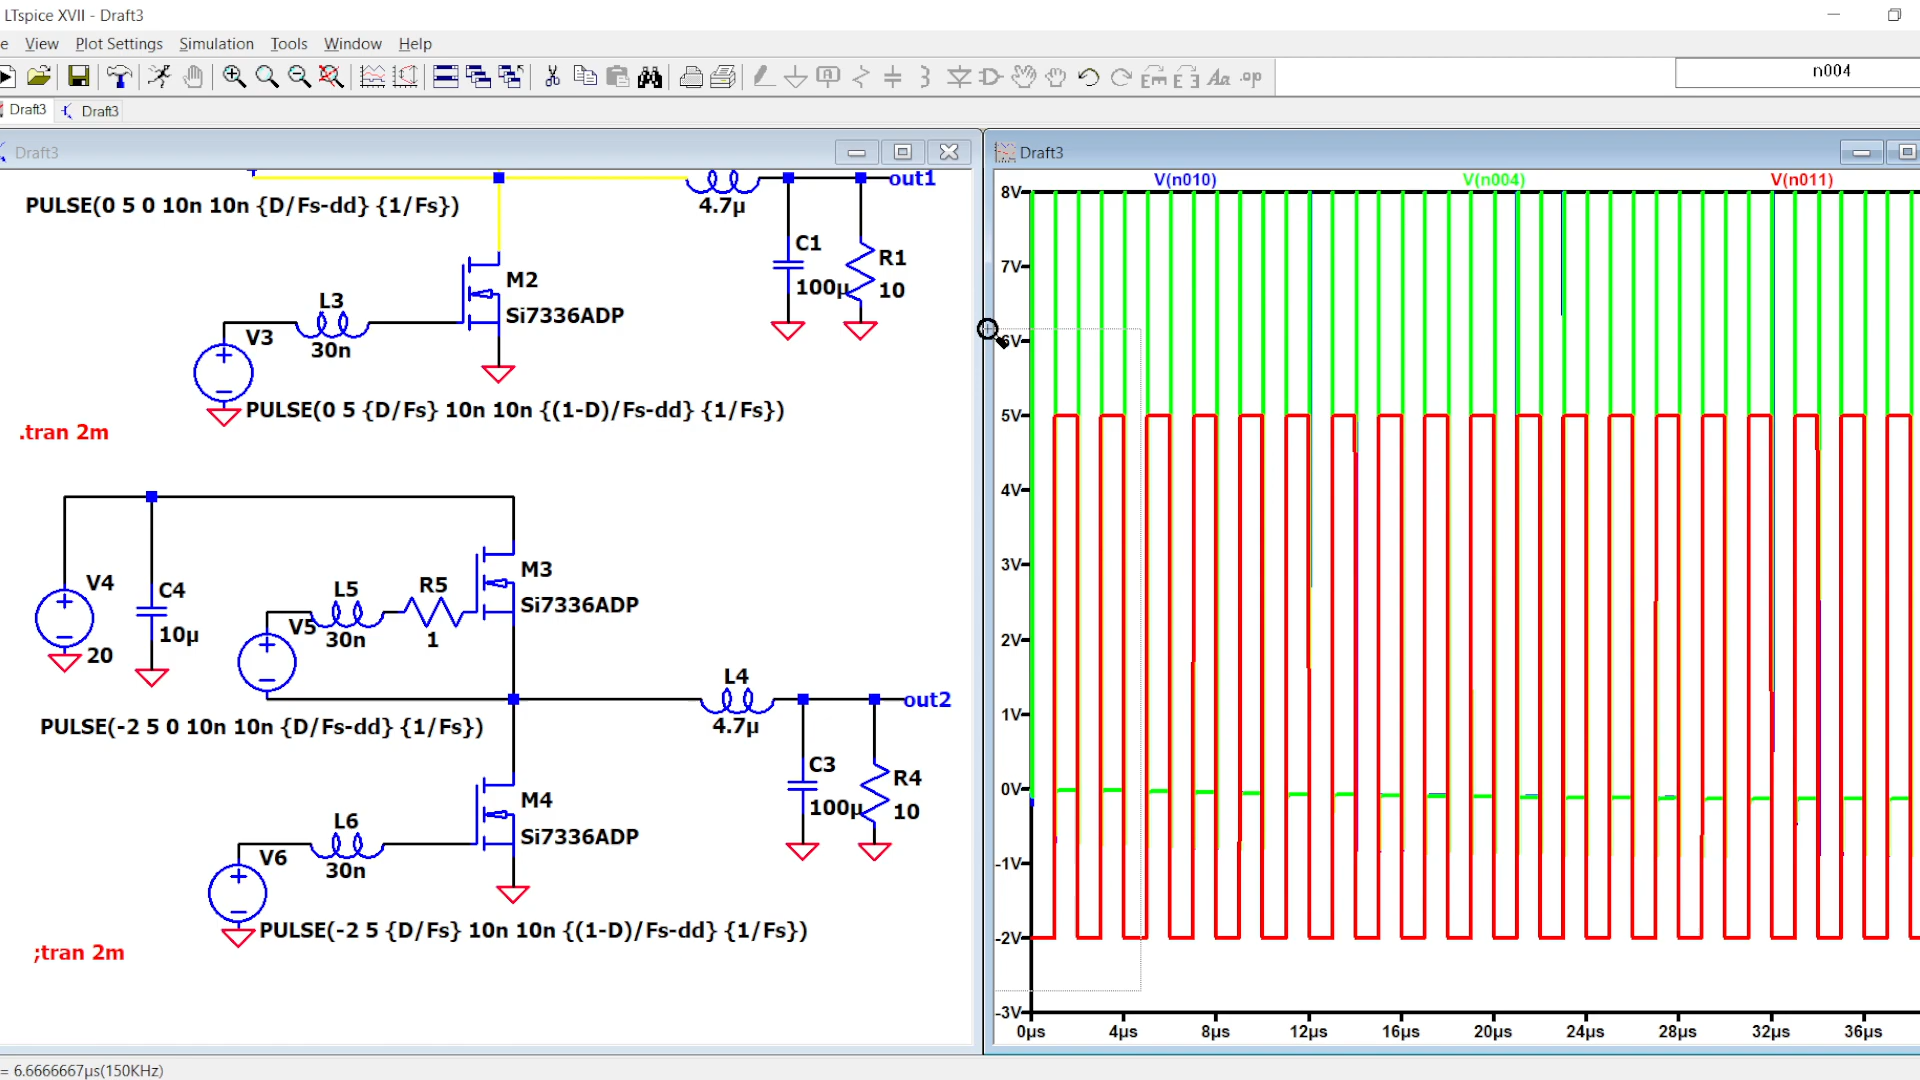 LTspice XVII - Draft3
e View Plot Settings Simulation Tools Window Help
n004
Draft3 Draft3
Draft3
out1
PULSE(0 5 0 10n 10n {D/Fs-dd} {1/Fs})
4.7µ
C1
100µ
R1
10
M2
Si7336ADP
L3
30n
V3
PULSE(0 5 {D/Fs} 10n 10n {(1-D)/Fs-dd} {1/Fs})
.tran 2m
M3
Si7336ADP
V4
20
C4
10µ
L5
30n
R5
1
V5
L4
4.7µ
out2
PULSE(-2 5 0 10n 10n {D/Fs-dd} {1/Fs})
C3
100µ
R4
10
M4
Si7336ADP
L6
30n
V6
PULSE(-2 5 {D/Fs} 10n 10n {(1-D)/Fs-dd} {1/Fs})
;tran 2m
Draft3
V(n010) V(n004) V(n011)
8V
7V
6V
5V
4V
3V
2V
1V
0V
-1V
-2V
-3V
0µs 4µs 8µs 12µs 16µs 20µs 24µs 28µs 32µs 36µs
= 6.6666667µs(150KHz)